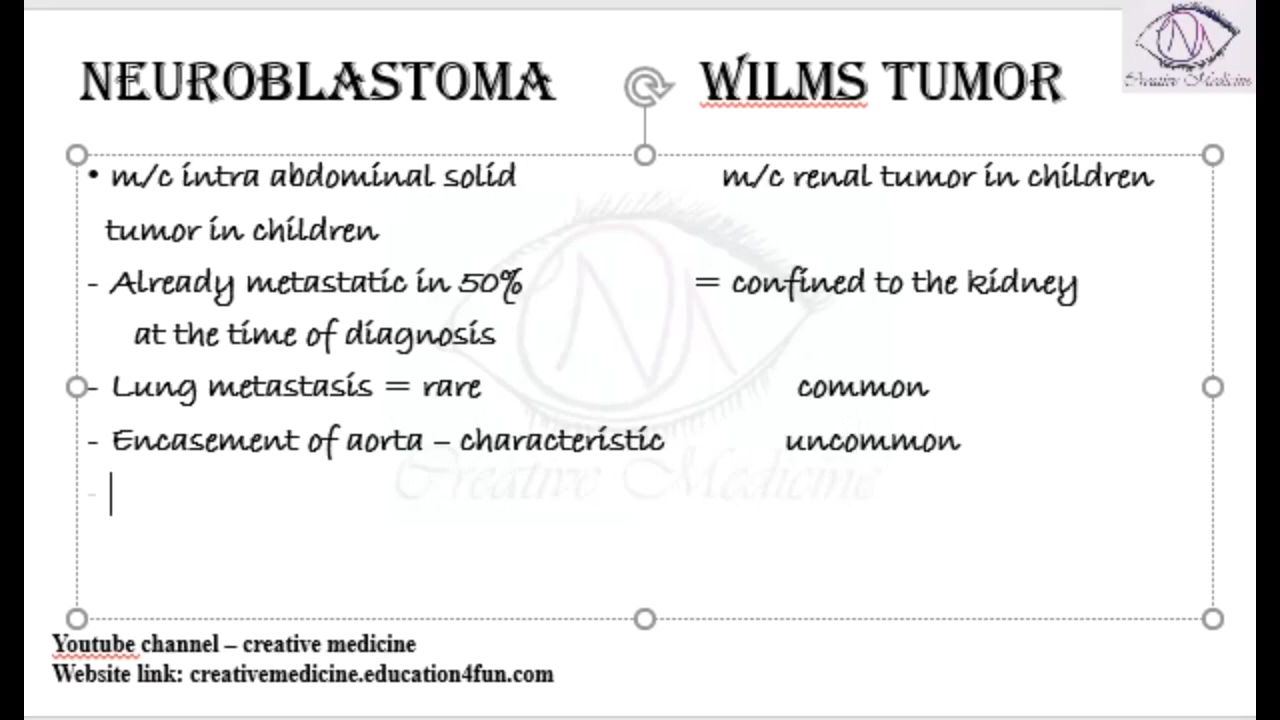 NEUROBLASTOMA WILMS TUMOR
Creative Medicine
• m/c intra abdominal solid m/c renal tumor in children
tumor in children
- Already metastatic in 50% = confined to the kidney
at the time of diagnosis
- Lung metastasis = rare common
- Encasement of aorta – characteristic uncommon
-
Creative Medicine
Youtube channel – creative medicine
Website link: creativemedicine.education4fun.com